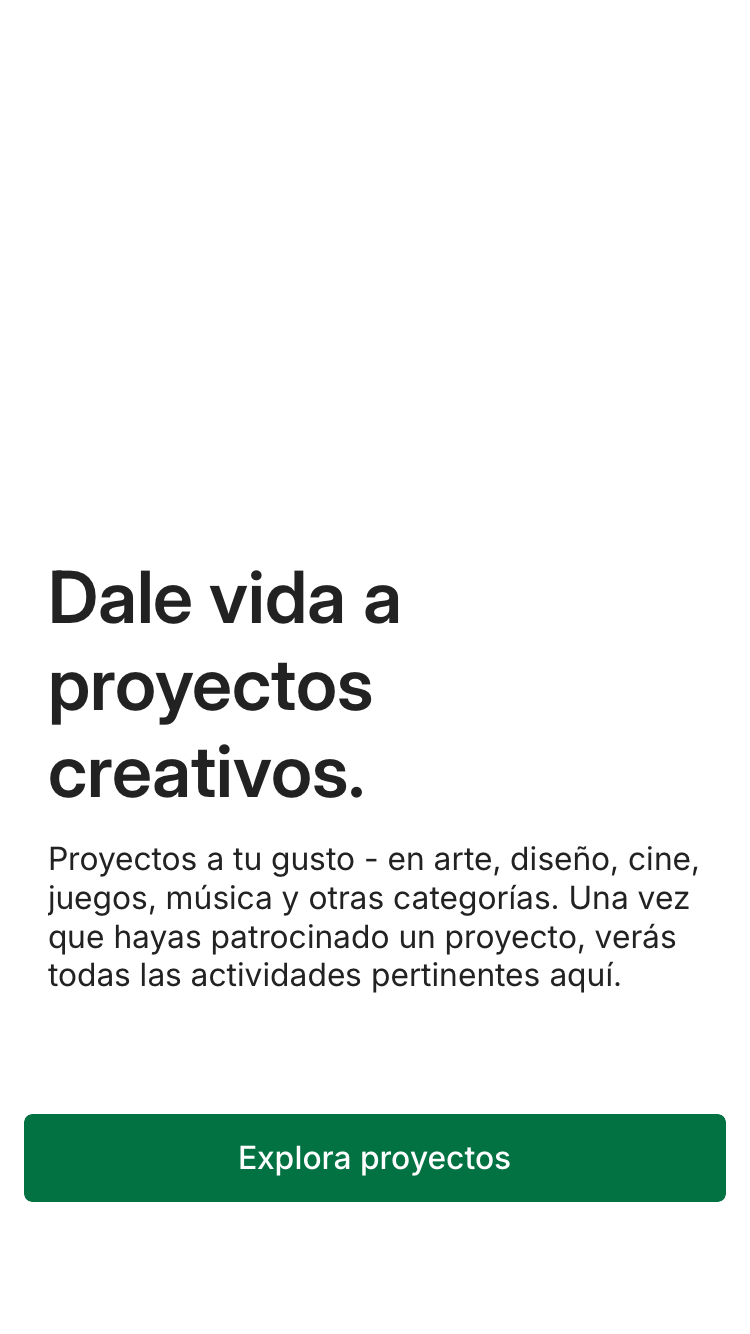 Dale vida a
proyectos
creativos.
Proyectos a tu gusto - en arte, diseño, cine,
juegos, música y otras categorías. Una vez
que hayas patrocinado un proyecto, verás
todas las actividades pertinentes aquí.
Explora proyectos